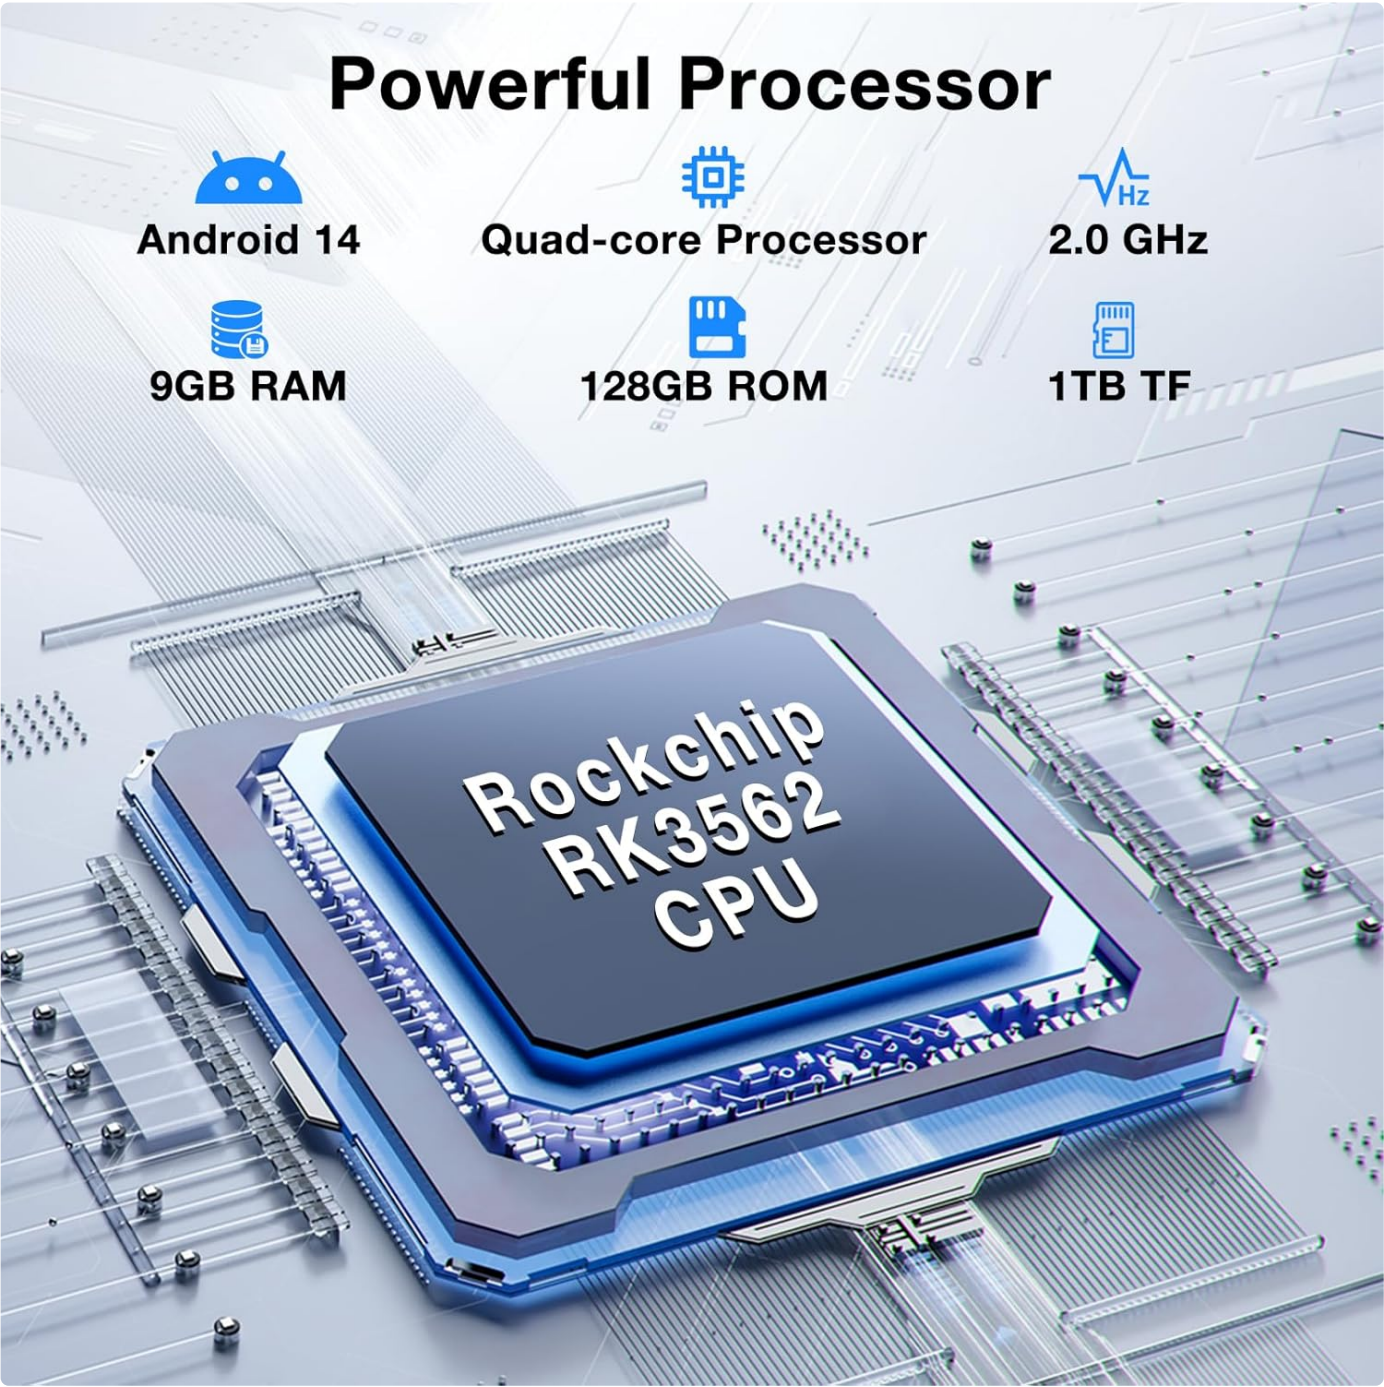 Powerful Processor
Android 14
Quad-core Processor
Hz
2.0 GHz
9GB RAM
128GB ROM
1TB TF
Rockchip
RK3562
CPU